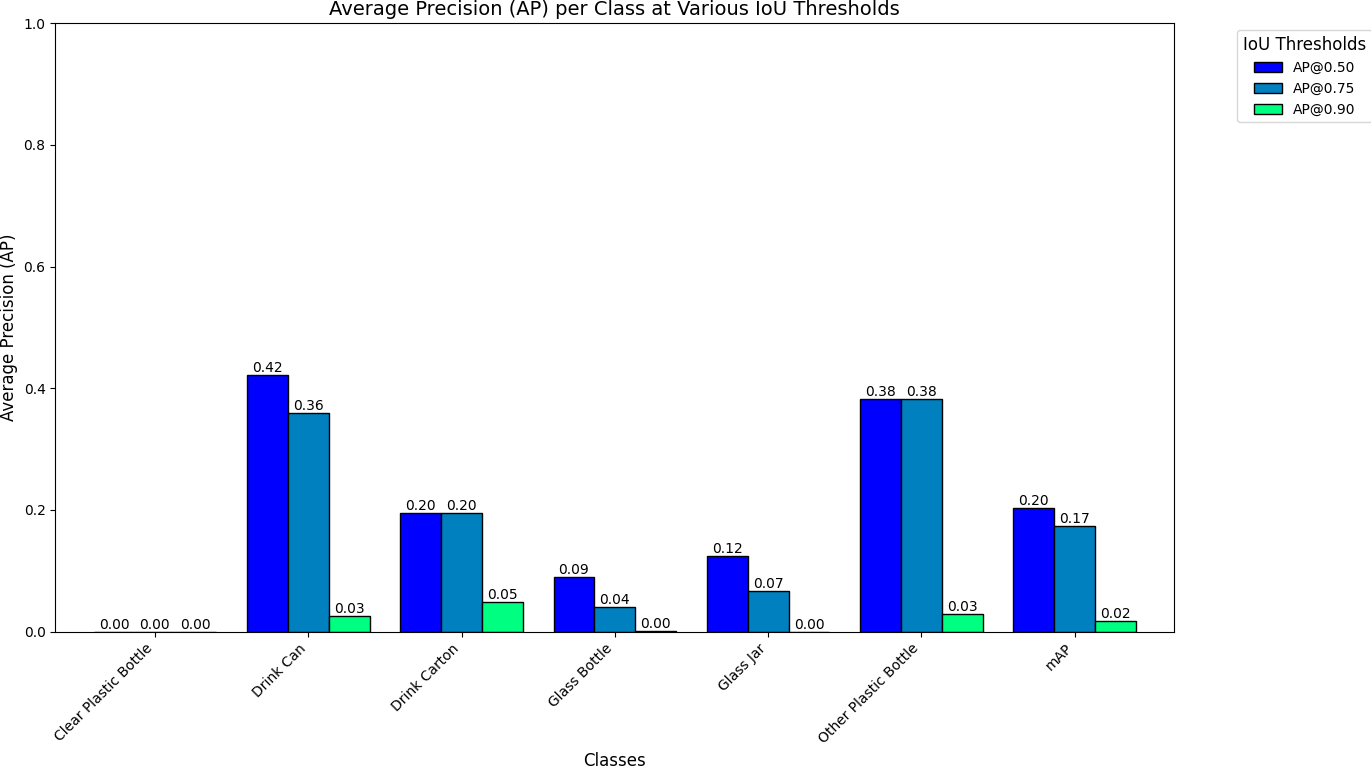 Average Precision (AP) per Class at Various IoU Thresholds
IoU Thresholds
AP@0.50
AP@0.75
AP@0.90
Average Precision (AP)
1.0
0.8
0.6
0.4
0.2
0.0
0.00 0.00 0.00
0.42 0.36 0.03
0.20 0.20 0.05
0.09 0.04 0.00
0.12 0.07 0.00
0.38 0.38 0.03
0.20 0.17 0.02
Clear Plastic Bottle
Drink Can
Drink Carton
Glass Bottle
Glass Jar
Other Plastic Bottle
mAP
Classes